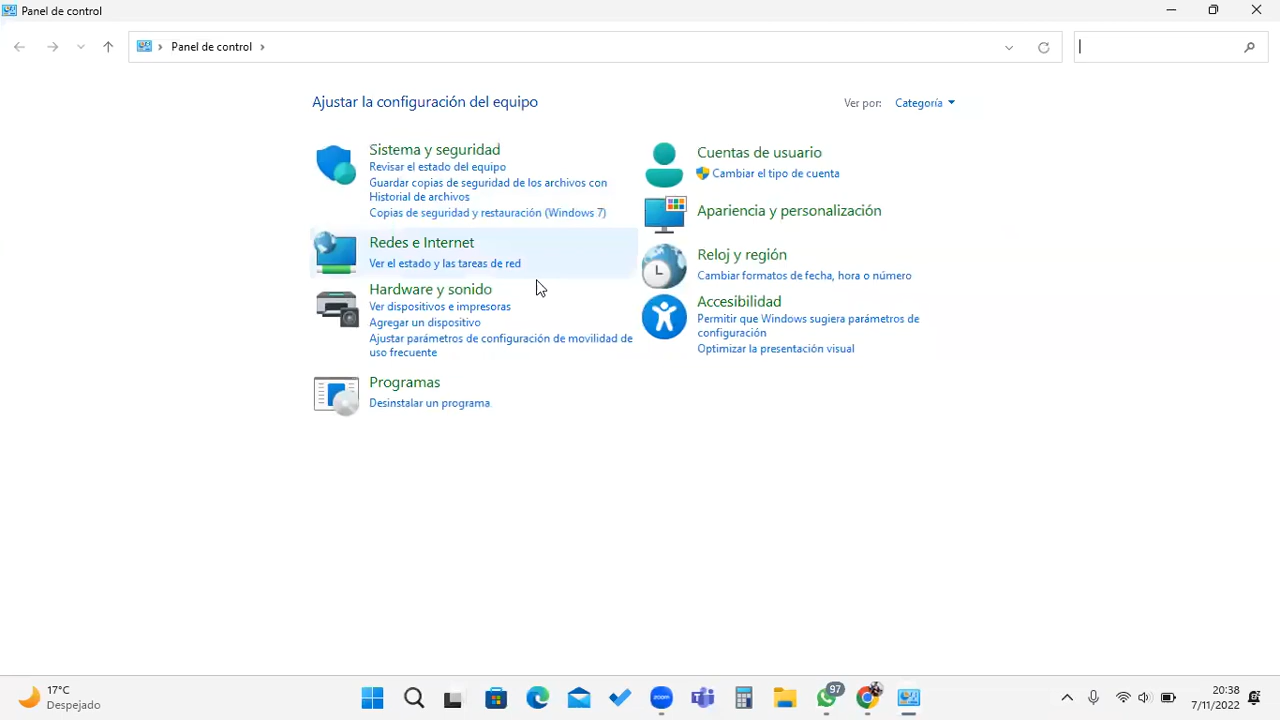 Panel de control
Panel de control
Ajustar la configuración del equipo
Ver por: Categoría
Sistema y seguridad
Revisar el estado del equipo
Guardar copias de seguridad de los archivos con
Historial de archivos
Copias de seguridad y restauración (Windows 7)
Redes e Internet
Ver el estado y las tareas de red
Hardware y sonido
Ver dispositivos e impresoras
Agregar un dispositivo
Ajustar parámetros de configuración de movilidad de
uso frecuente
Programas
Desinstalar un programa
Cuentas de usuario
Cambiar el tipo de cuenta
Apariencia y personalización
Reloj y región
Cambiar formatos de fecha, hora o número
Accesibilidad
Permitir que Windows sugiera parámetros de
configuración
Optimizar la presentación visual
17°C
Despejado
zoom
97
20:38
7/11/2022